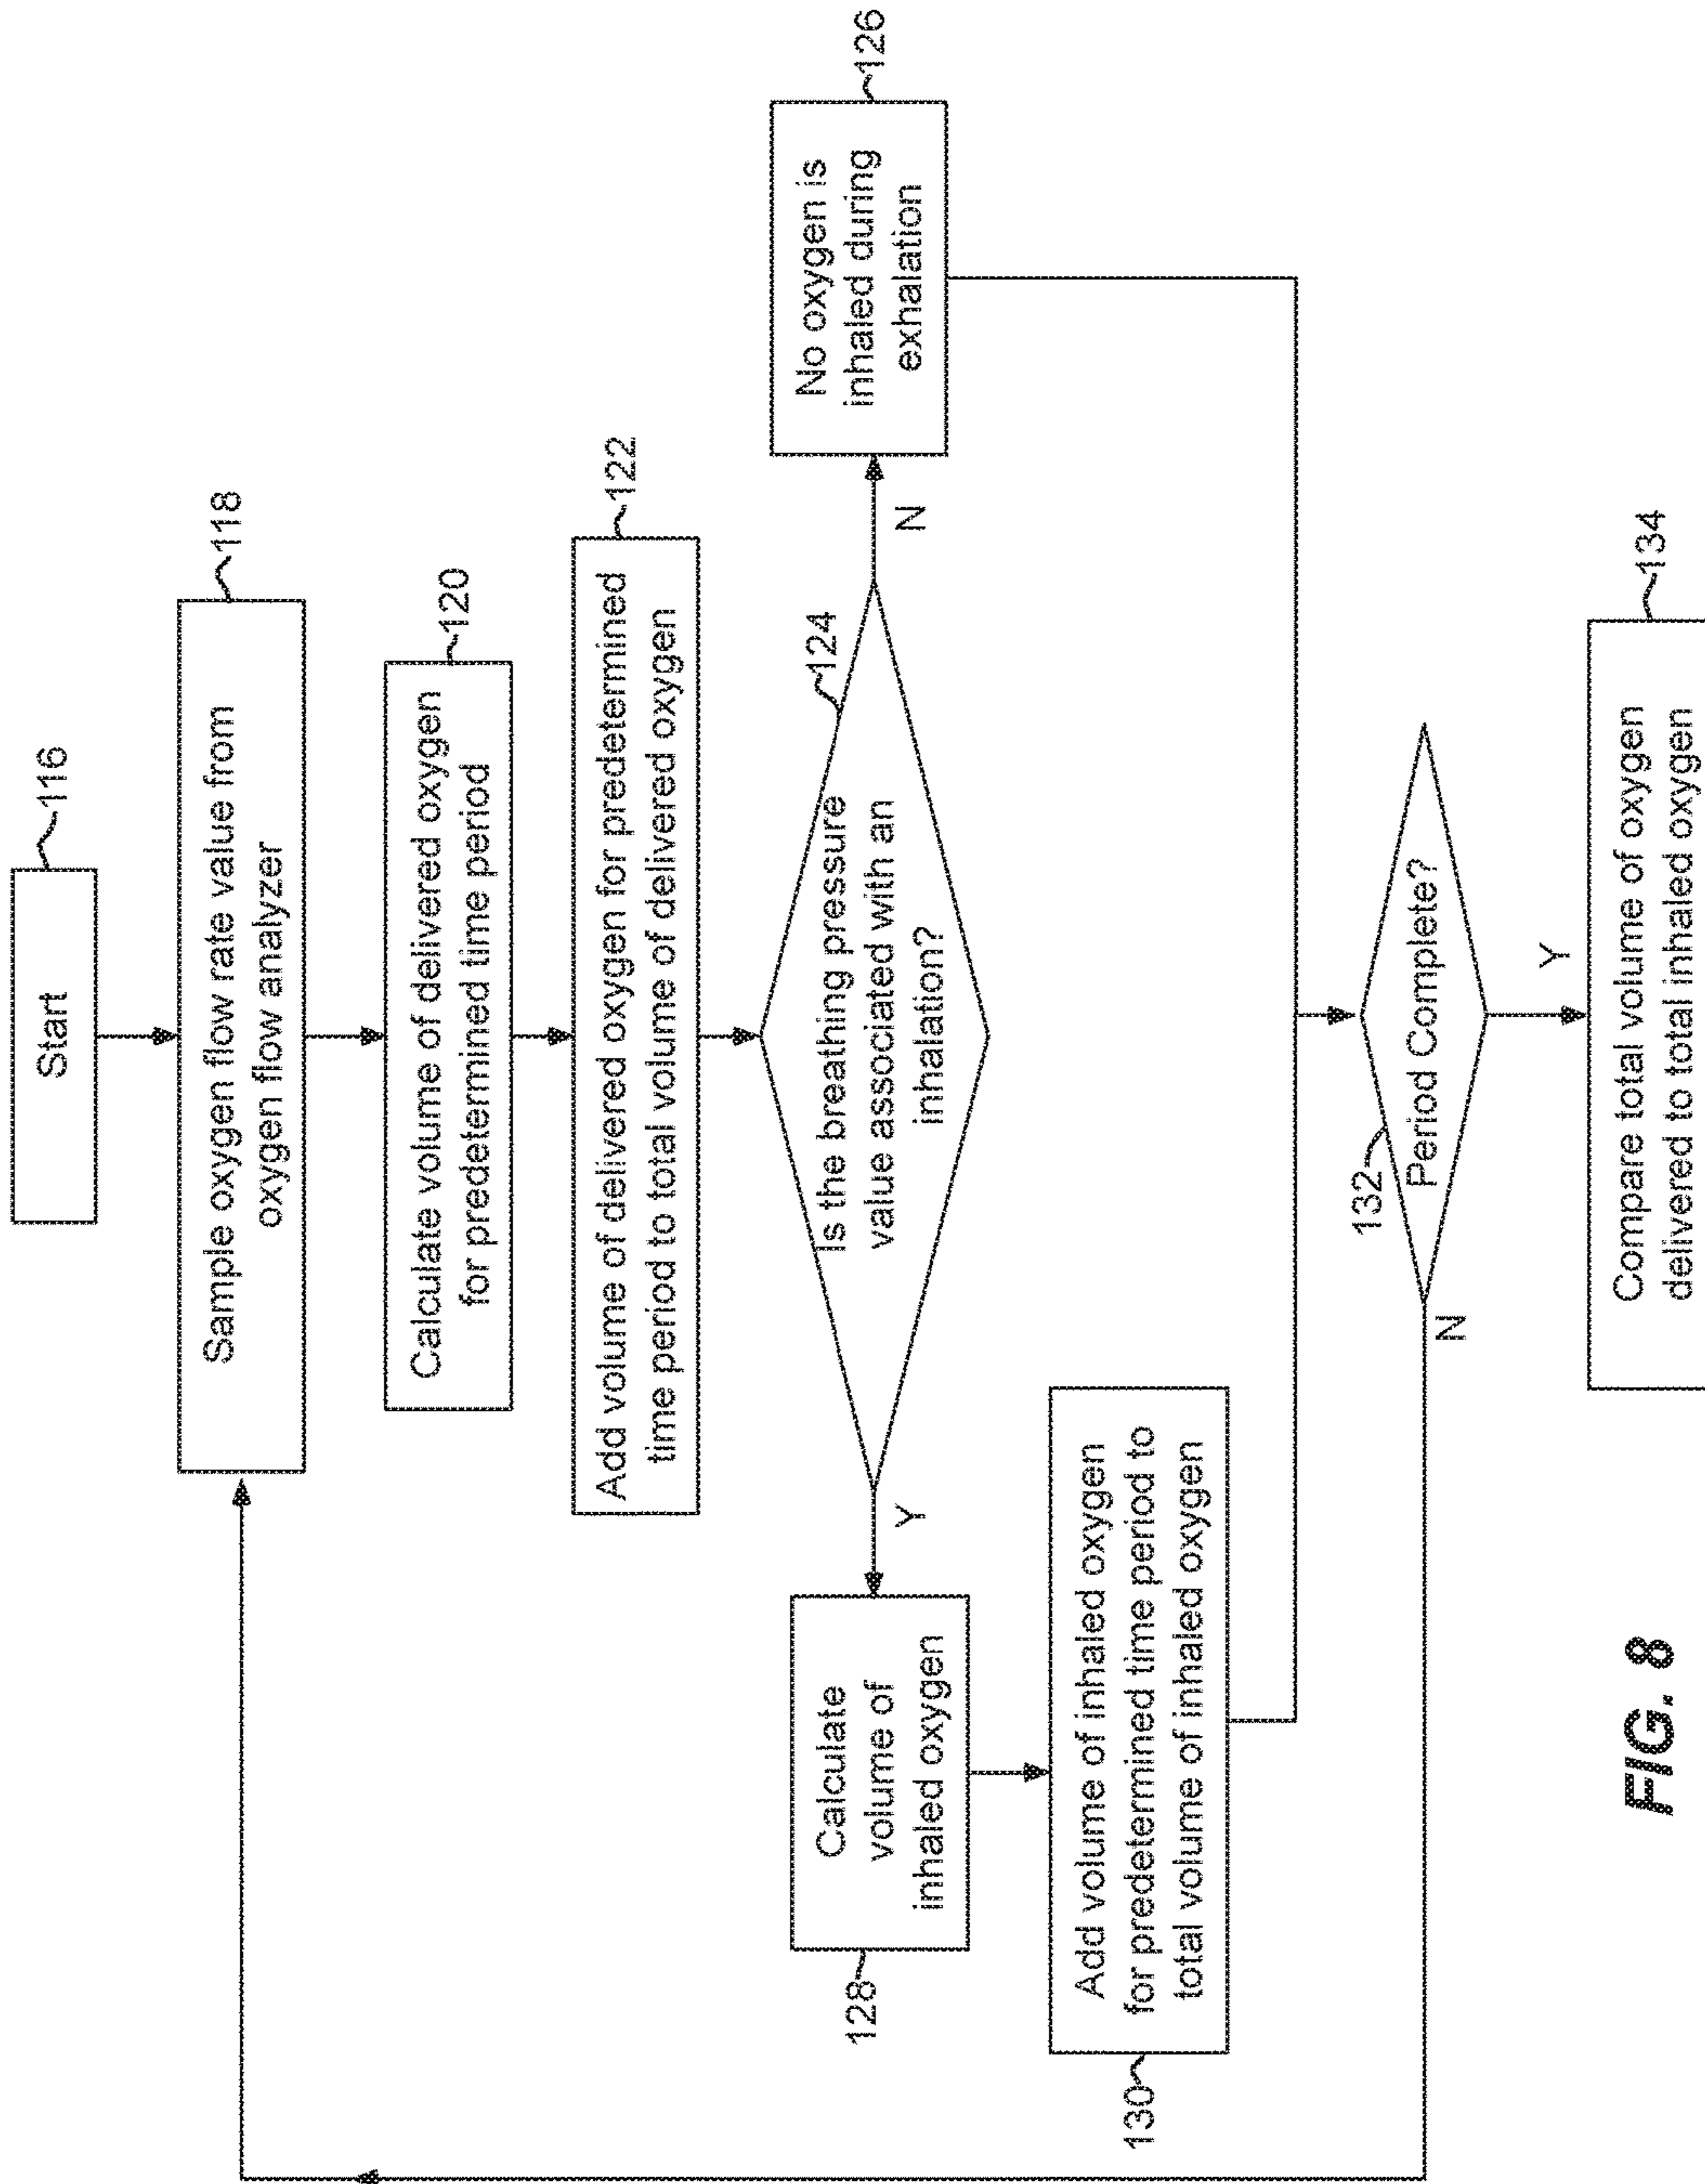 Start
116
Sample oxygen flow rate value from
oxygen flow analyzer
118
Calculate volume of delivered oxygen
for predetermined time period
120
Add volume of delivered oxygen for predetermined
time period to total volume of delivered oxygen
122
Is the breathing pressure
value associated with an
inhalation?
124
N
No oxygen is
inhaled during
exhalation
126
Y
Calculate
volume of
inhaled oxygen
128
Add volume of inhaled oxygen
for predetermined time period to
total volume of inhaled oxygen
130
Period Complete?
132
N
Y
Compare total volume of oxygen
delivered to total inhaled oxygen
134
FIG. 8